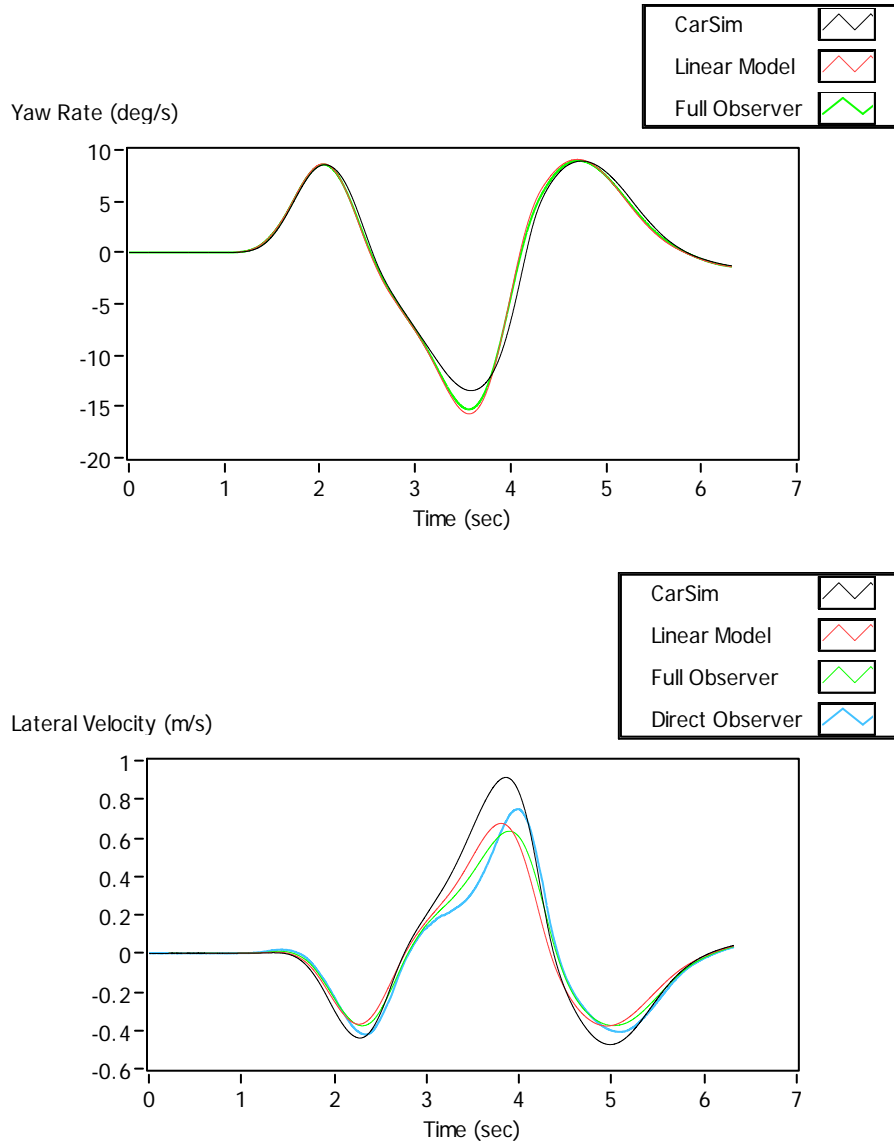 CarSim
Linear Model
Full Observer
Yaw Rate (deg/s)
10
5
0
-5
-10
-15
-20
0 1 2 3 4 5 6 7
Time (sec)
CarSim
Linear Model
Full Observer
Direct Observer
Lateral Velocity (m/s)
1
0.8
0.6
0.4
0.2
0
-0.2
-0.4
-0.6
0 1 2 3 4 5 6 7
Time (sec)